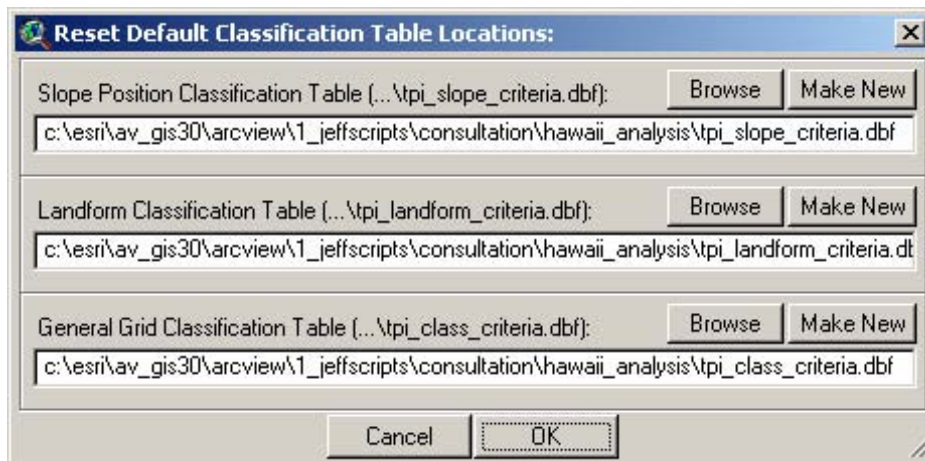 Reset Default Classification Table Locations:
Slope Position Classification Table (...\tpi_slope_criteria.dbf): Browse Make New
c:\esri\av_gis30\arcview\1_jeffscripts\consultation\hawaii_analysis\tpi_slope_criteria.dbf
Landform Classification Table (...\tpi_landform_criteria.dbf): Browse Make New
c:\esri\av_gis30\arcview\1_jeffscripts\consultation\hawaii_analysis\tpi_landform_criteria.dt
General Grid Classification Table (...\tpi_class_criteria.dbf): Browse Make New
c:\esri\av_gis30\arcview\1_jeffscripts\consultation\hawaii_analysis\tpi_class_criteria.dbf
Cancel OK